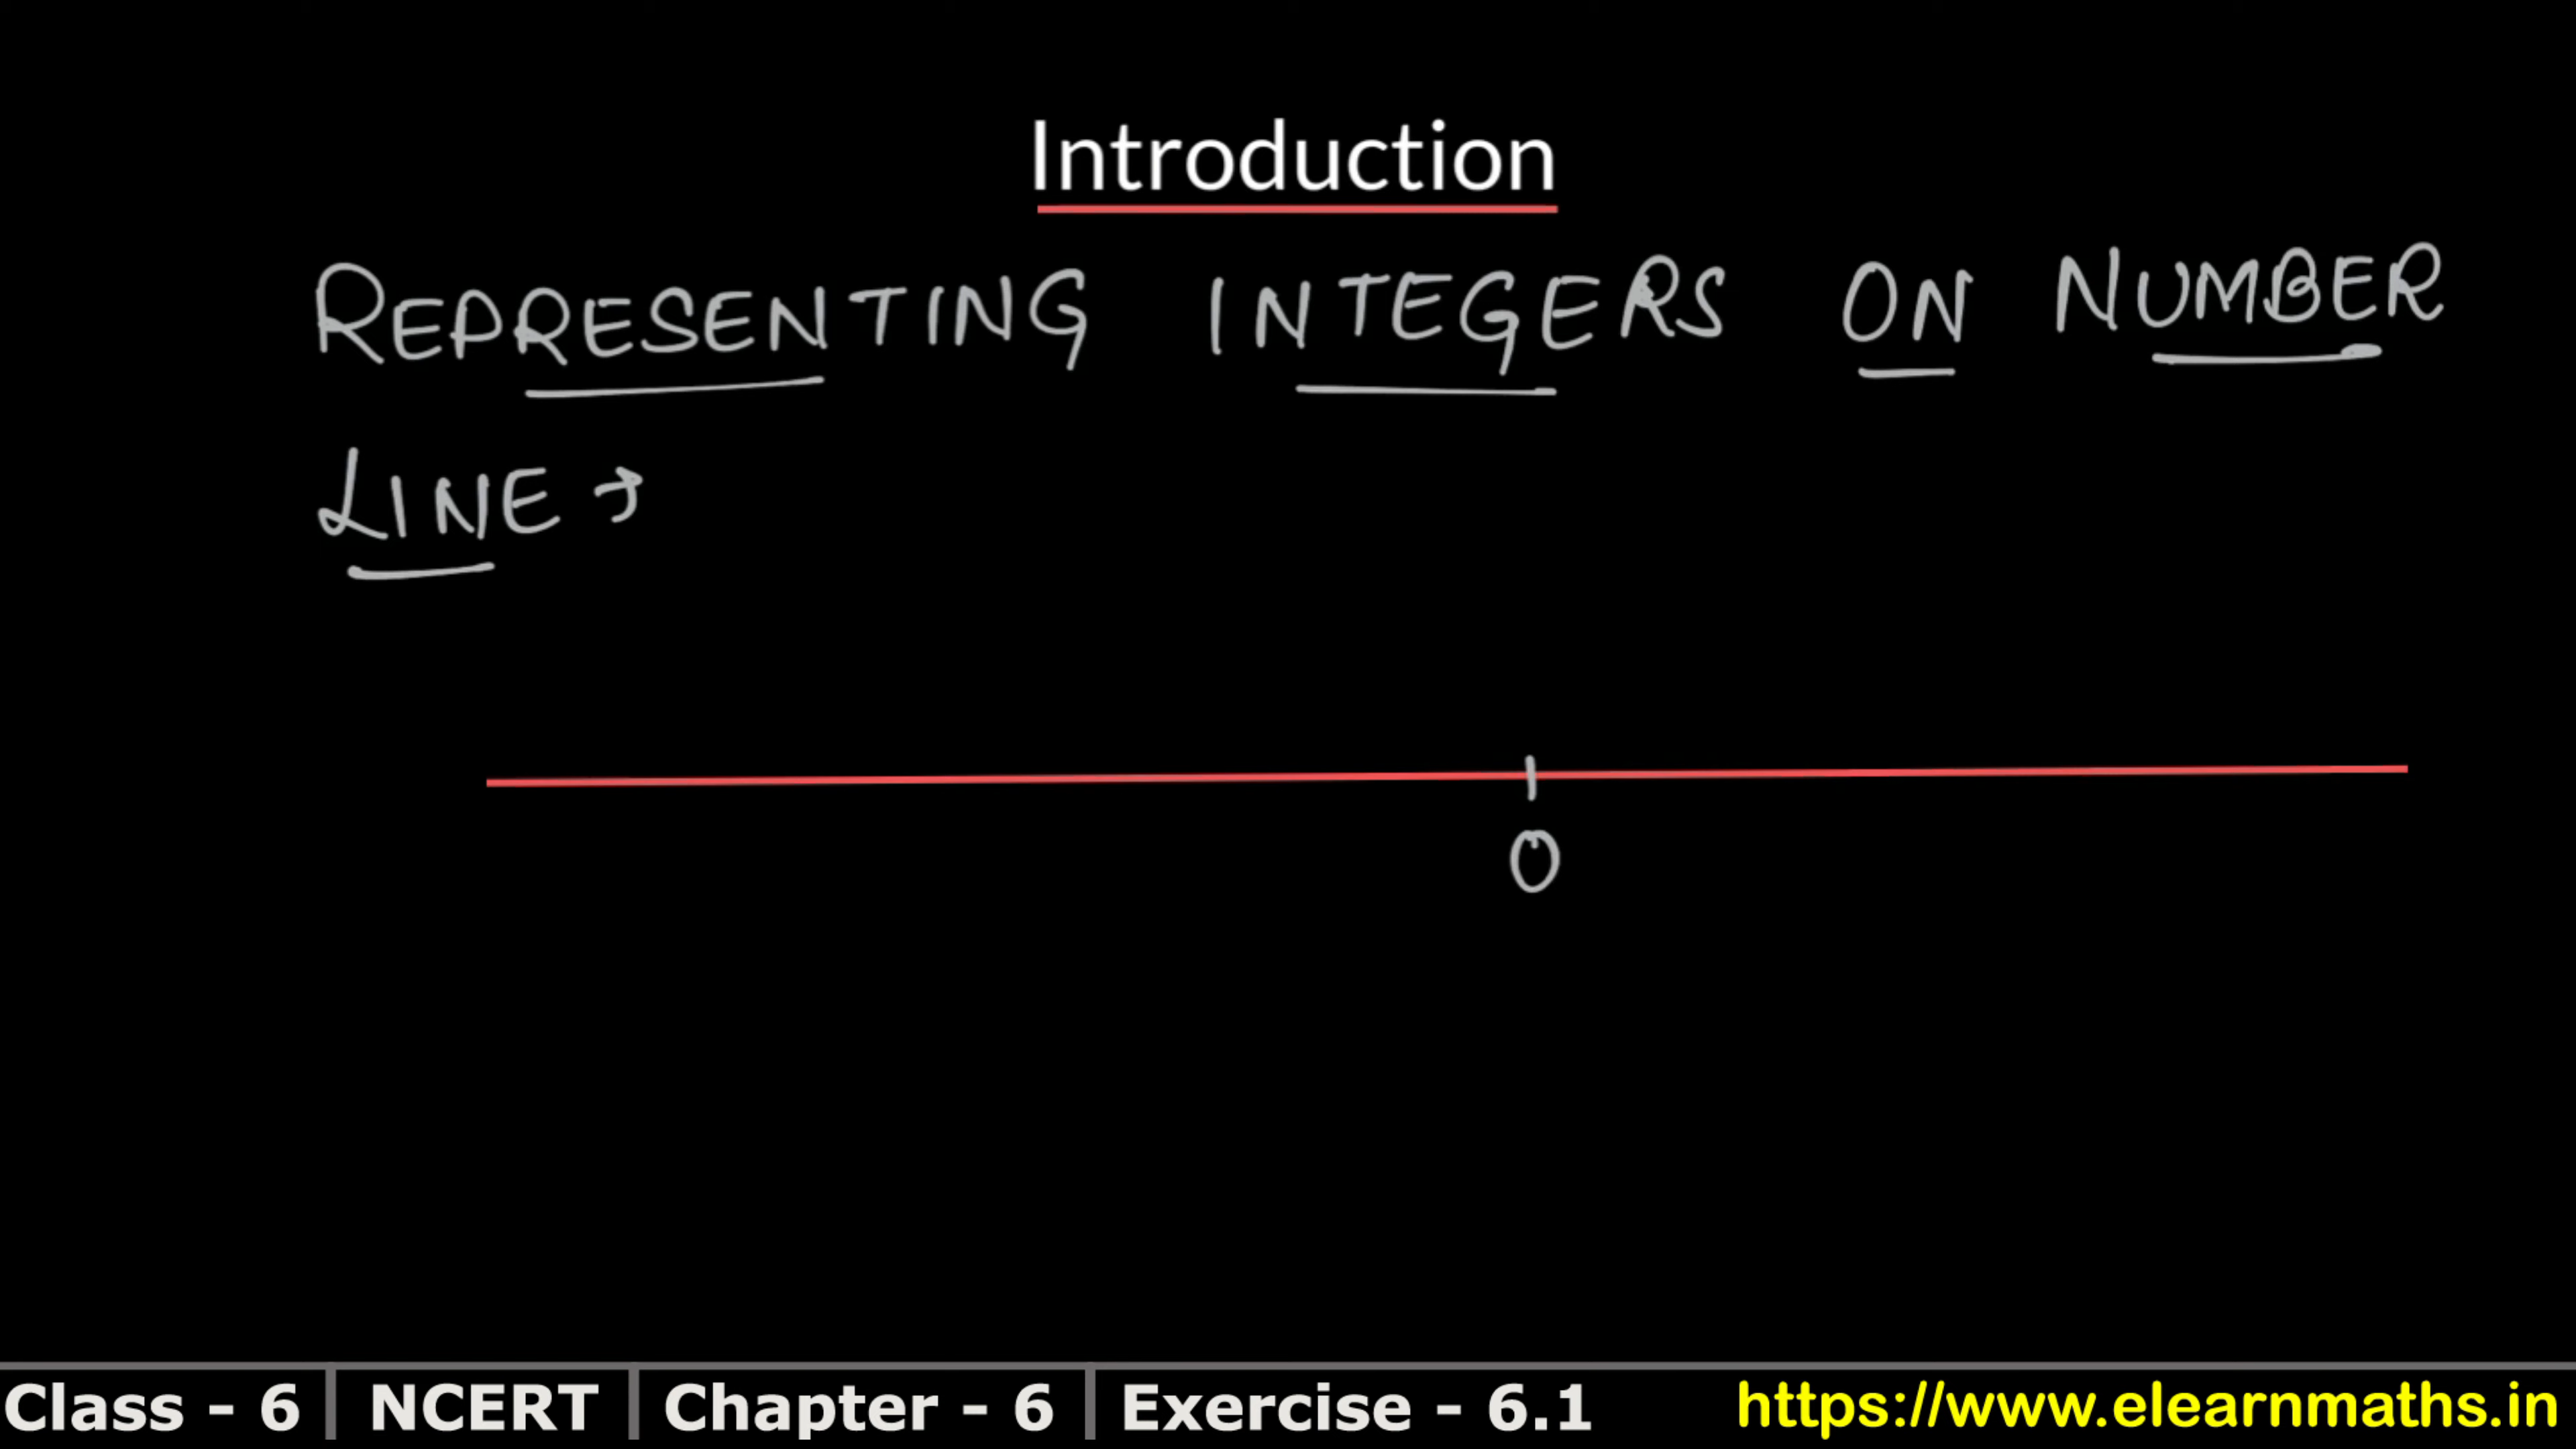 Introduction
REPRESENTING INTEGERS ON NUMBER
LINE →
0
Class - 6 | NCERT | Chapter - 6 | Exercise - 6.1 https://www.elearnmaths.in